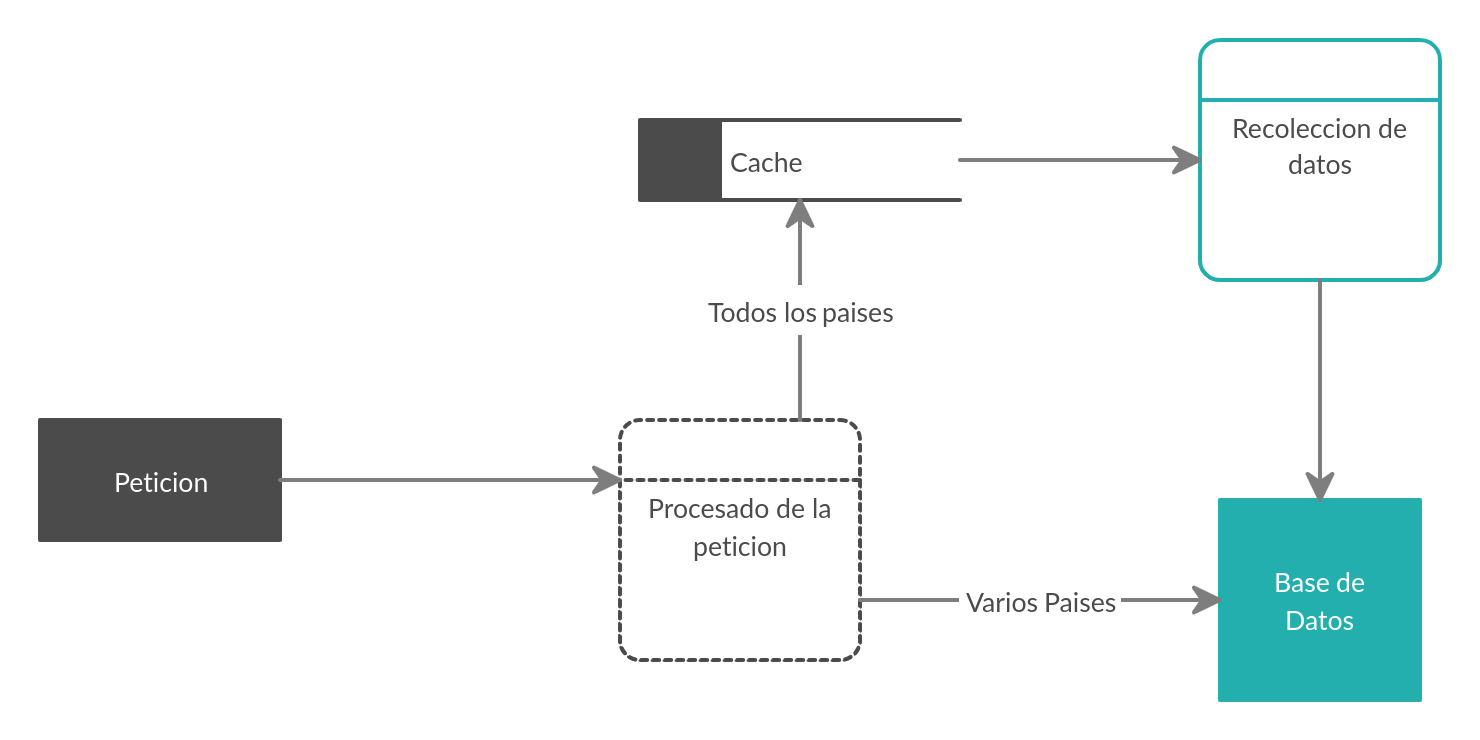 Recoleccion de
datos
Cache
Todos los paises
Peticion
Procesado de la
peticion
Varios Paises
Base de
Datos